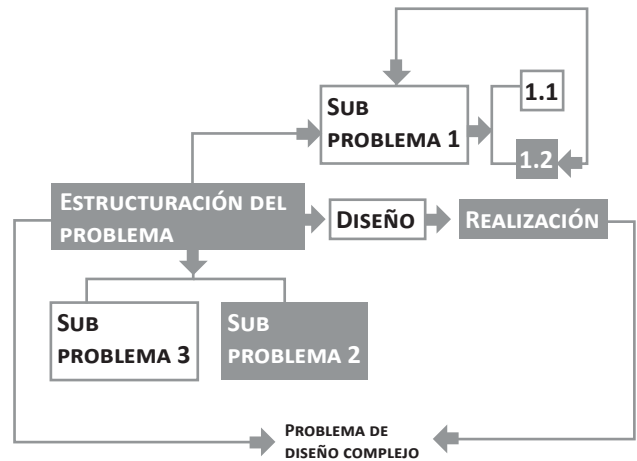 SUB
PROBLEMA 1
1.1
1.2
ESTRUCTURACIÓN DEL
PROBLEMA
DISEÑO
REALIZACIÓN
SUB
PROBLEMA 3
SUB
PROBLEMA 2
PROBLEMA DE
DISEÑO COMPLEJO